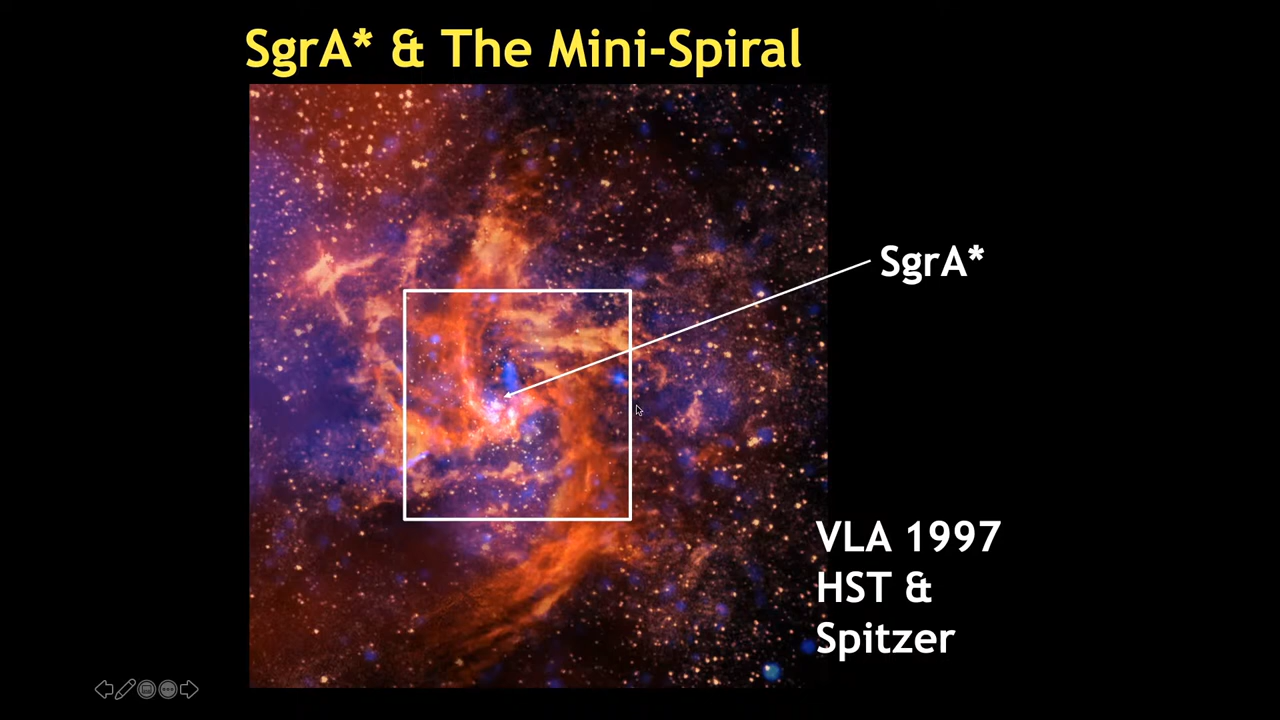 SgrA* & The Mini-Spiral
SgrA*
VLA 1997
HST &
Spitzer